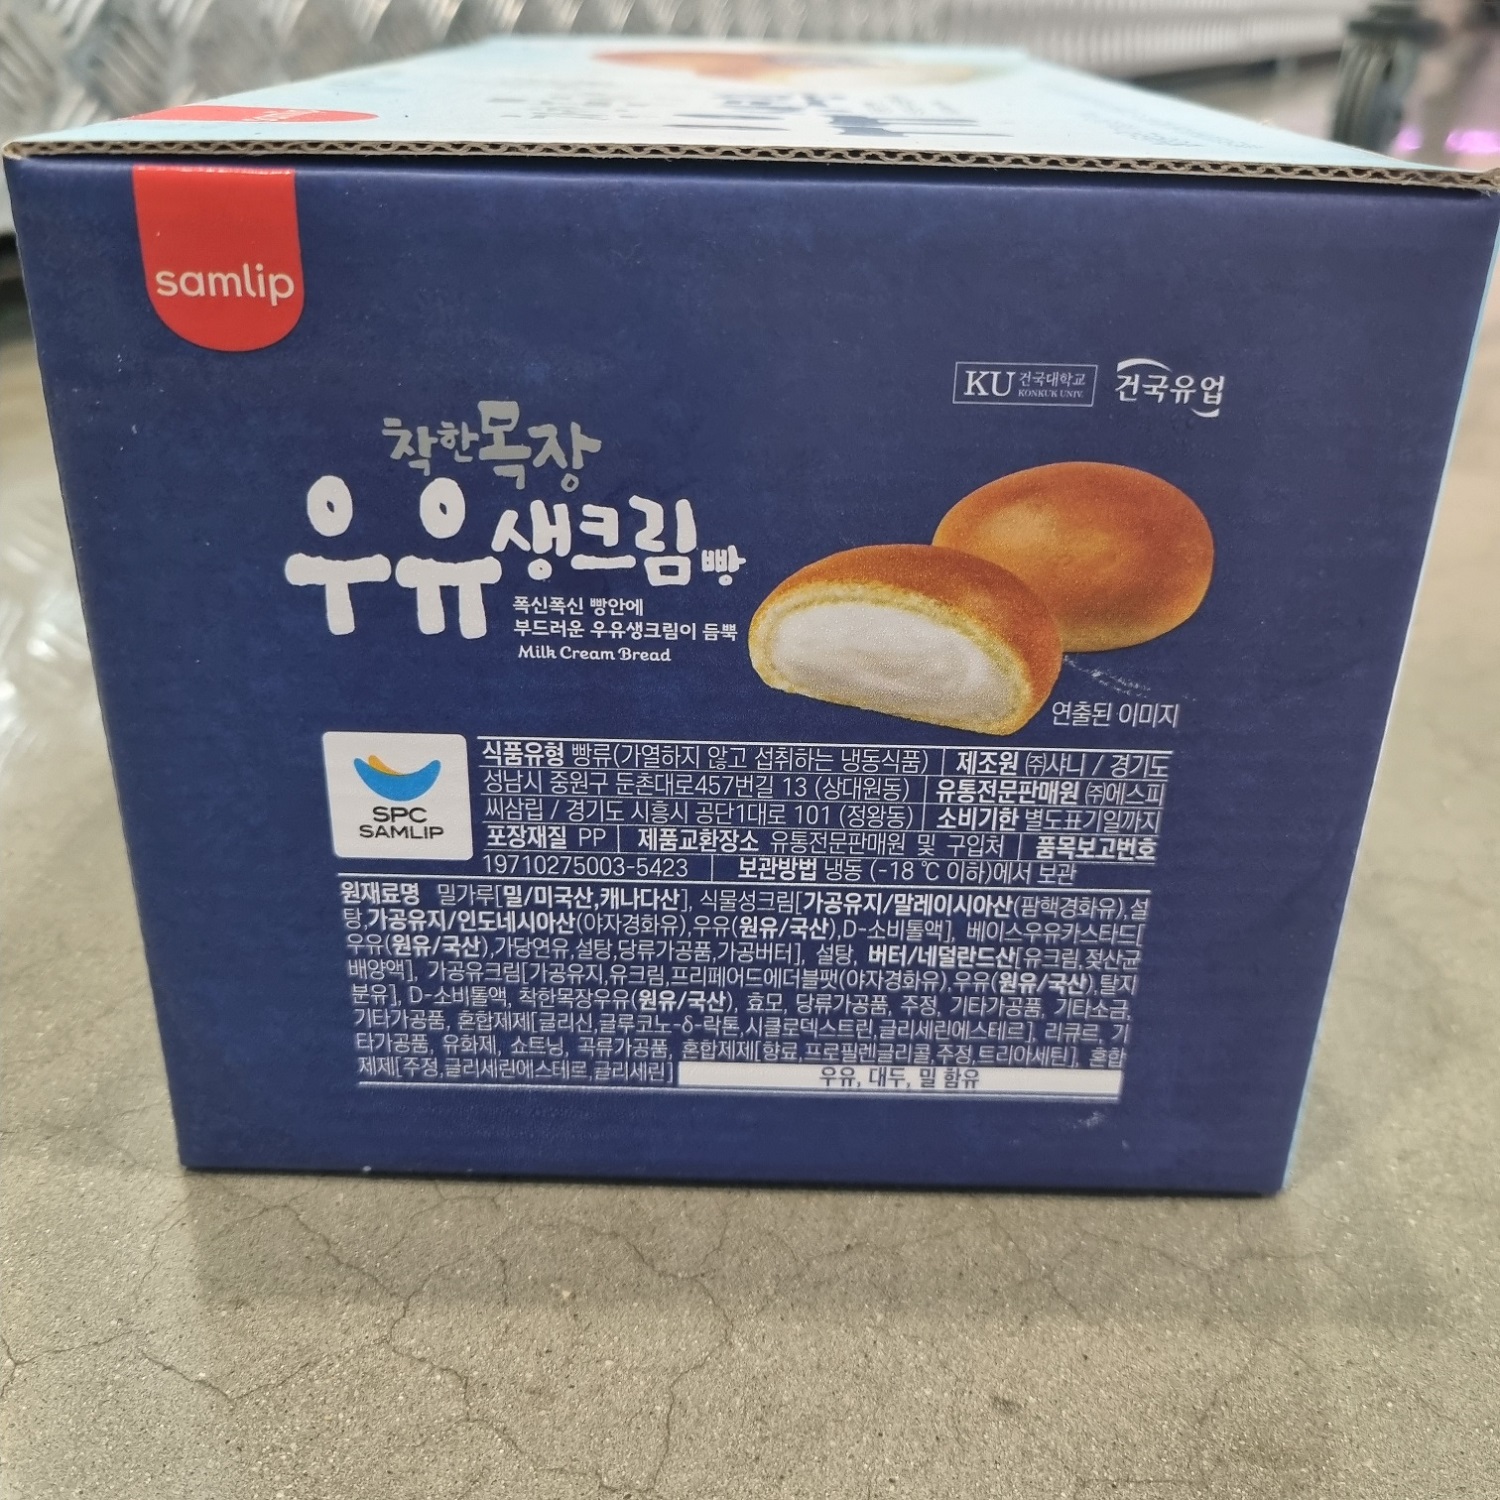 samlip
KU 건국대학교
KONKUK UNIV.
건국유업
착한목장
우유생크림빵
폭신폭신 빵안에
부드러운 우유생크림이 듬뿍
Milk Cream Bread
연출된 이미지
SPC
SAMLIP
식품유형 빵류(가열하지 않고 섭취하는 냉동식품) | 제조원 ㈜샤니 / 경기도
성남시 중원구 둔촌대로457번길 13 (상대원동) | 유통전문판매원 ㈜에스피
씨삼립 / 경기도 시흥시 공단1대로 101 (정왕동) | 소비기한 별도표기일까지
포장재질 PP | 제품교환장소 유통전문판매원 및 구입처 | 품목보고번호
19710275003-5423 | 보관방법 냉동 (-18 ℃ 이하)에서 보관
원재료명 밀가루[밀/미국산,캐나다산], 식물성크림[가공유지/말레이시아산(팜핵경화유),설
탕,가공유지/인도네시아산(야자경화유),우유(원유/국산),D-소비톨액], 베이스우유카스타드[
우유(원유/국산),가당연유,설탕,당류가공품,가공버터], 설탕, 버터/네덜란드산[유크림,젖산균
배양액], 가공유크림[가공유지,유크림,프리페어드에더블팻(야자경화유),우유(원유/국산),탈지
분유], D-소비톨액, 착한목장우유(원유/국산), 효모, 당류가공품, 주정, 기타가공품, 기타소금,
기타가공품, 혼합제제[글리신,글루코노-δ-락톤,시클로덱스트린,글리세린에스테르], 리큐르, 기
타가공품, 유화제, 쇼트닝, 곡류가공품, 혼합제제[향료,프로필렌글리콜,주정,트리아세틴], 혼합
제제[주정,글리세린에스테르,글리세린]
우유, 대두, 밀 함유